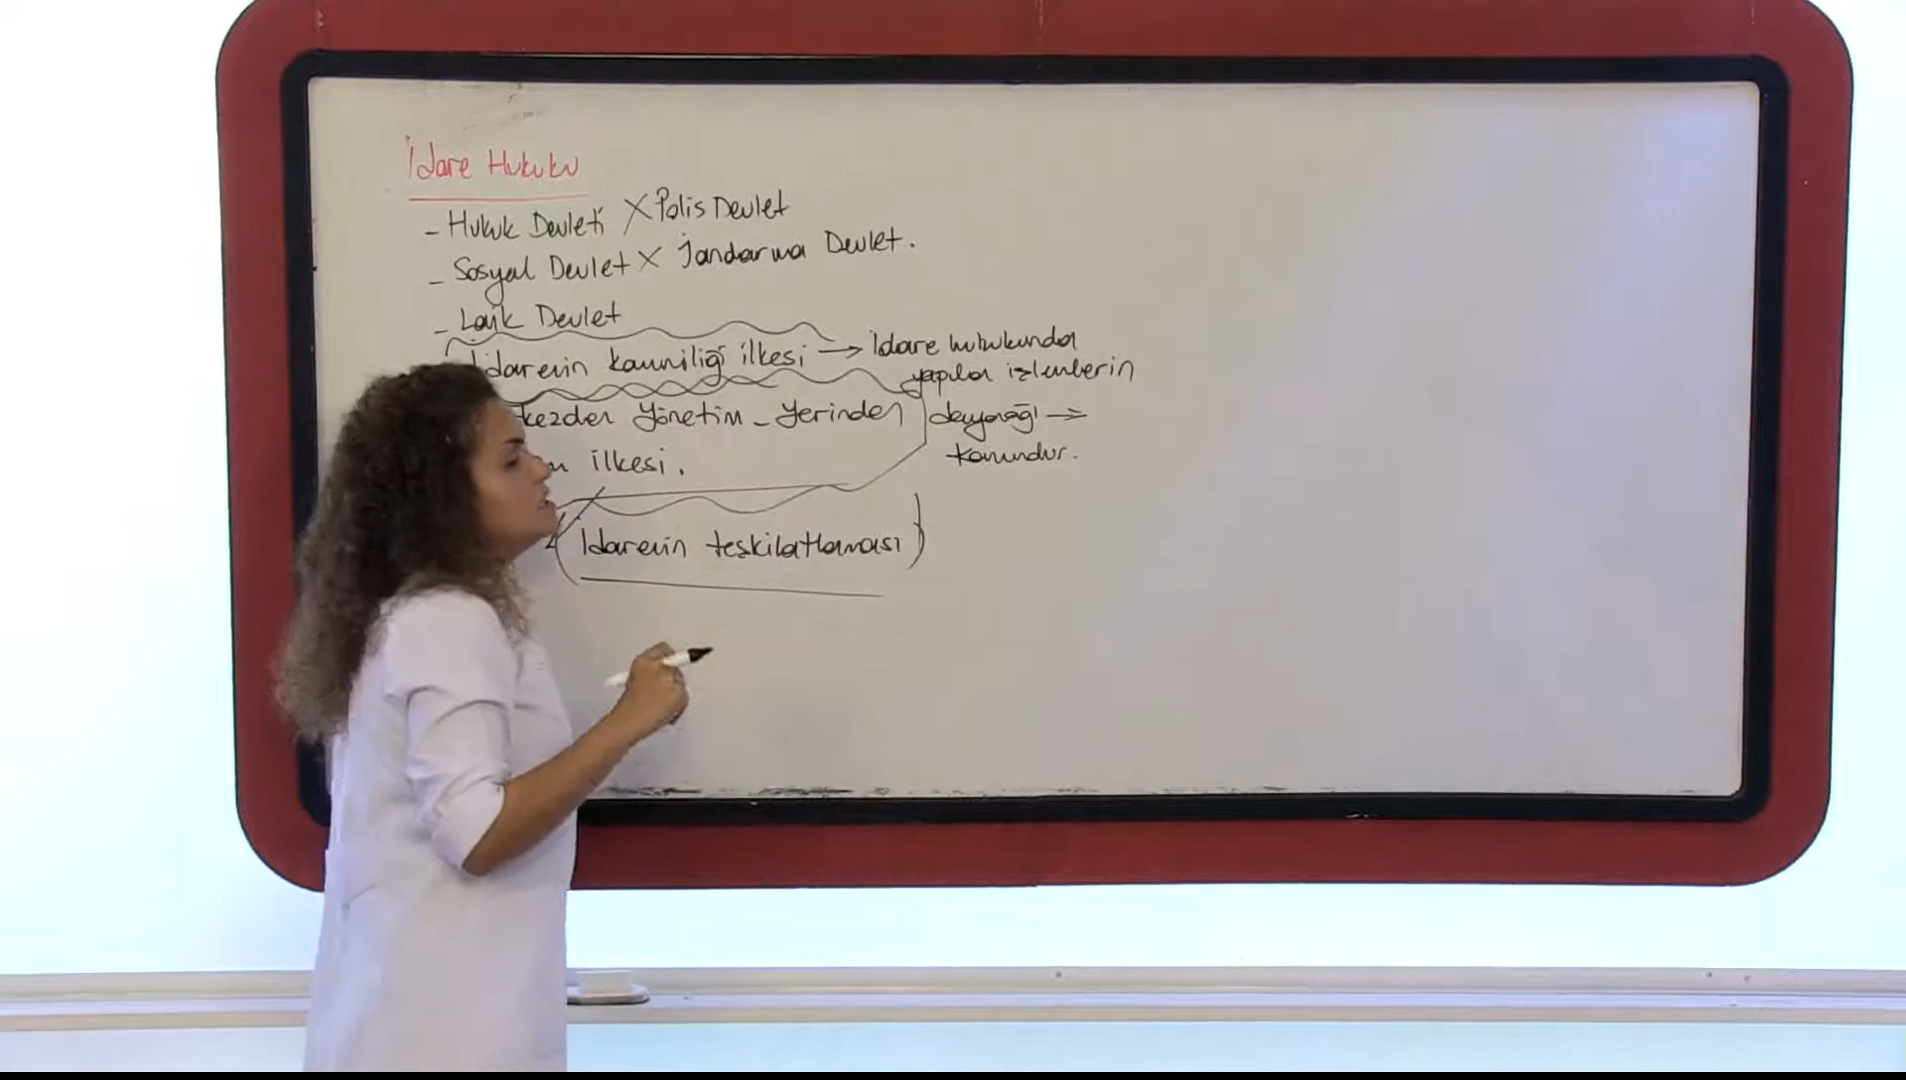 İdare Hukuku
- Hukuk Devleti X Polis Devlet
- Sosyal Devlet X Jandarma Devlet.
- Laik Devlet
İdarenin kanuniliği ilkesi → İdare hukukunda
yapılan işlemlerin
kezden Yönetim - Yerinden dayanağı →
ilkesi. kanundur.
İdarenin teşkilatlanması